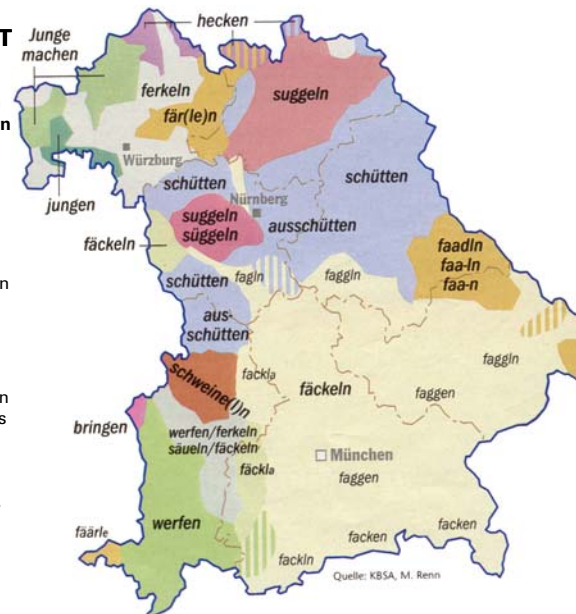 T
hecken
Junge
machen
n
ferkeln
fär(le)n
suggeln
Würzburg
jungen
schütten
schütten
Nürnberg
suggeln
süggeln
ausschütten
fäckeln
faadln
faa-ln
faa-n
schütten
fagln
faggln
n
aus-
schütten
faggln
schweine(l)n
fackla
fäckeln
faggen
n
s
bringen
werfen/ferkeln
säueln/fäckeln
München
fäckla
faggen
werfen
facken
facken
fäärle
fackln
Quelle: KBSA, M. Renn